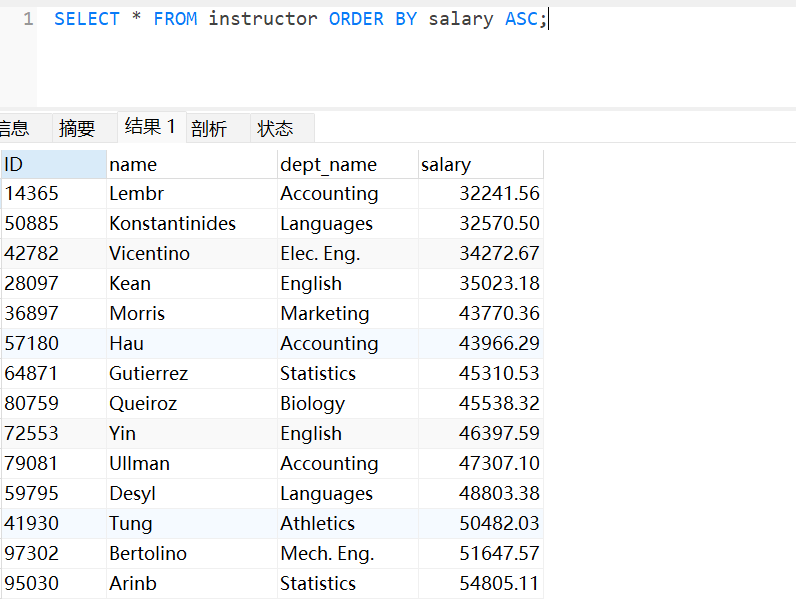 1 SELECT * FROM instructor ORDER BY salary ASC;
信息 摘要 结果 1 剖析 状态
ID name dept_name salary
14365 Lembr Accounting 32241.56
50885 Konstantinides Languages 32570.50
42782 Vicentino Elec. Eng. 34272.67
28097 Kean English 35023.18
36897 Morris Marketing 43770.36
57180 Hau Accounting 43966.29
64871 Gutierrez Statistics 45310.53
80759 Queiroz Biology 45538.32
72553 Yin English 46397.59
79081 Ullman Accounting 47307.10
59795 Desyl Languages 48803.38
41930 Tung Athletics 50482.03
97302 Bertolino Mech. Eng. 51647.57
95030 Arinb Statistics 54805.11